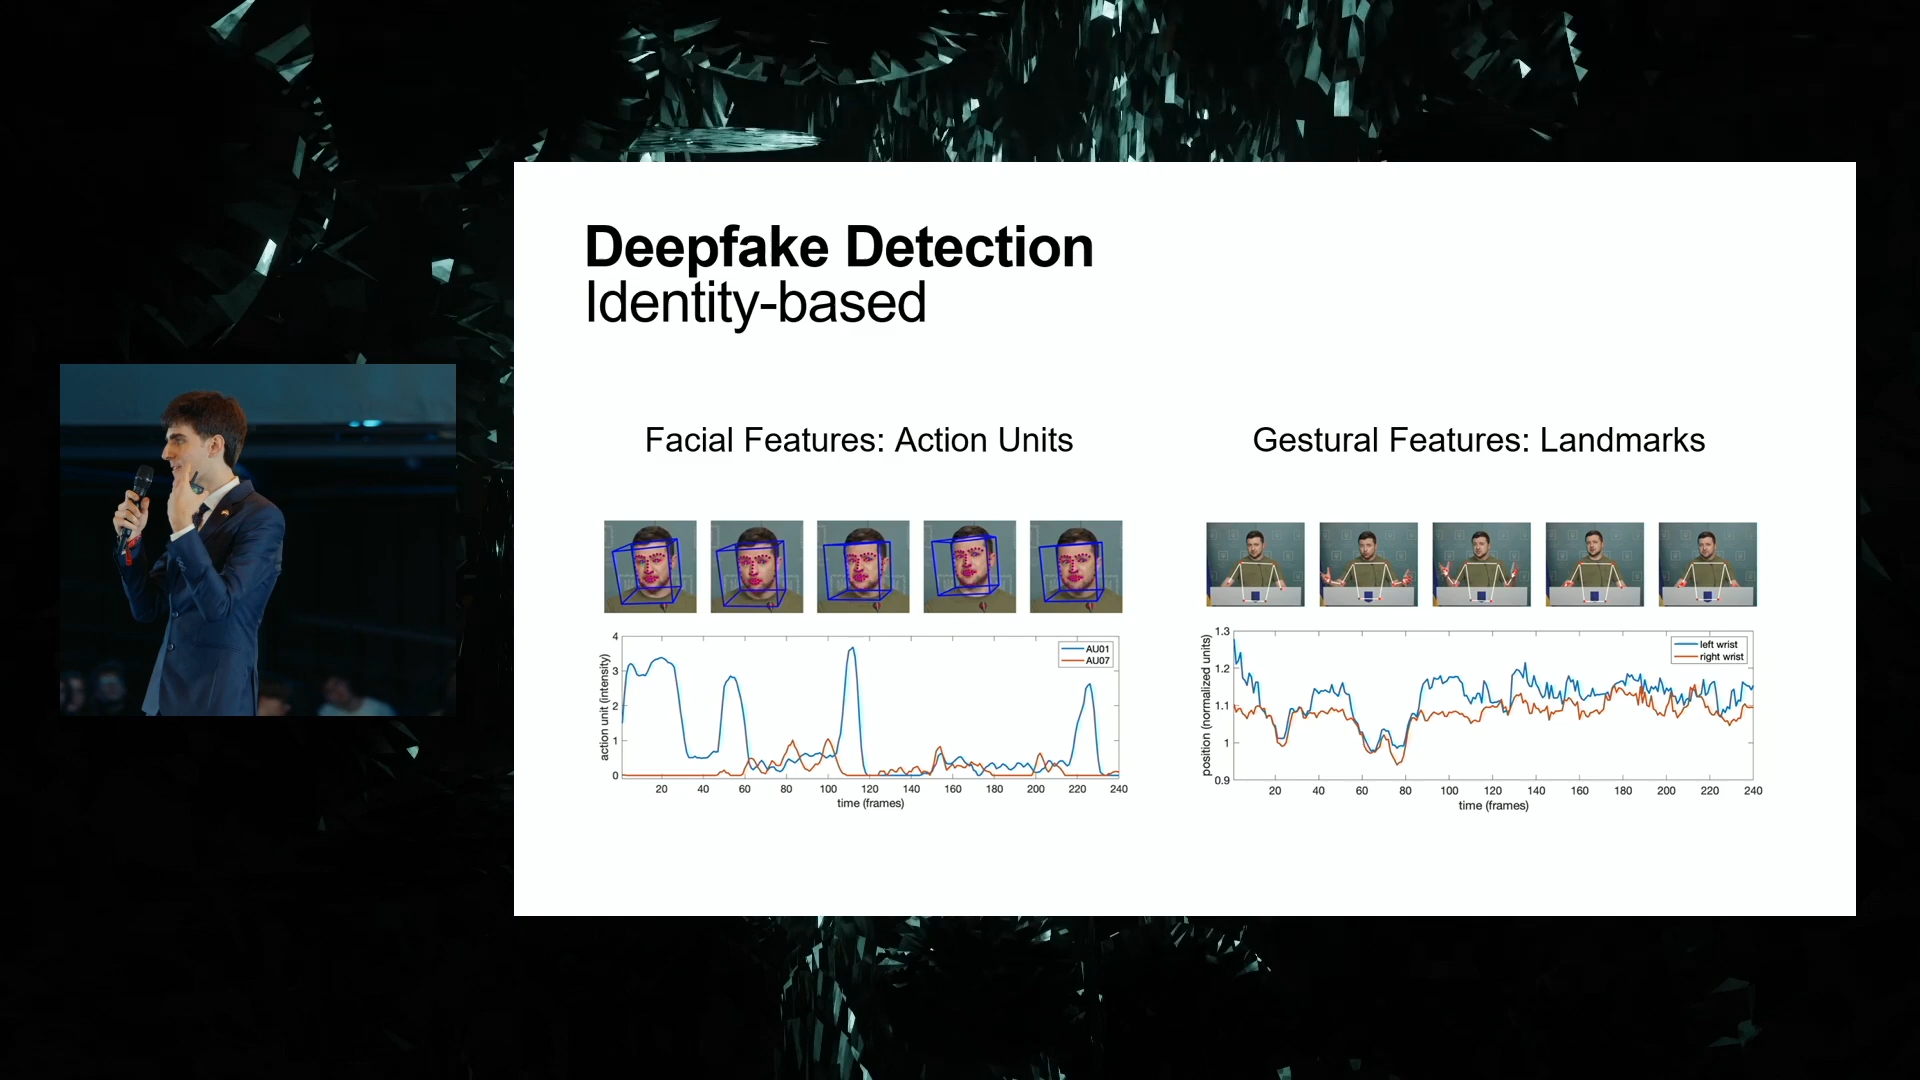 Deepfake Detection
Identity-based
Facial Features: Action Units
Gestural Features: Landmarks
4
3
2
1
0
action unit (intensity)
AU01
AU07
20 40 60 80 100 120 140 160 180 200 220 240
time (frames)
1.3
1.2
1.1
1
0.9
position (normalized units)
left wrist
right wrist
20 40 60 80 100 120 140 160 180 200 220 240
time (frames)